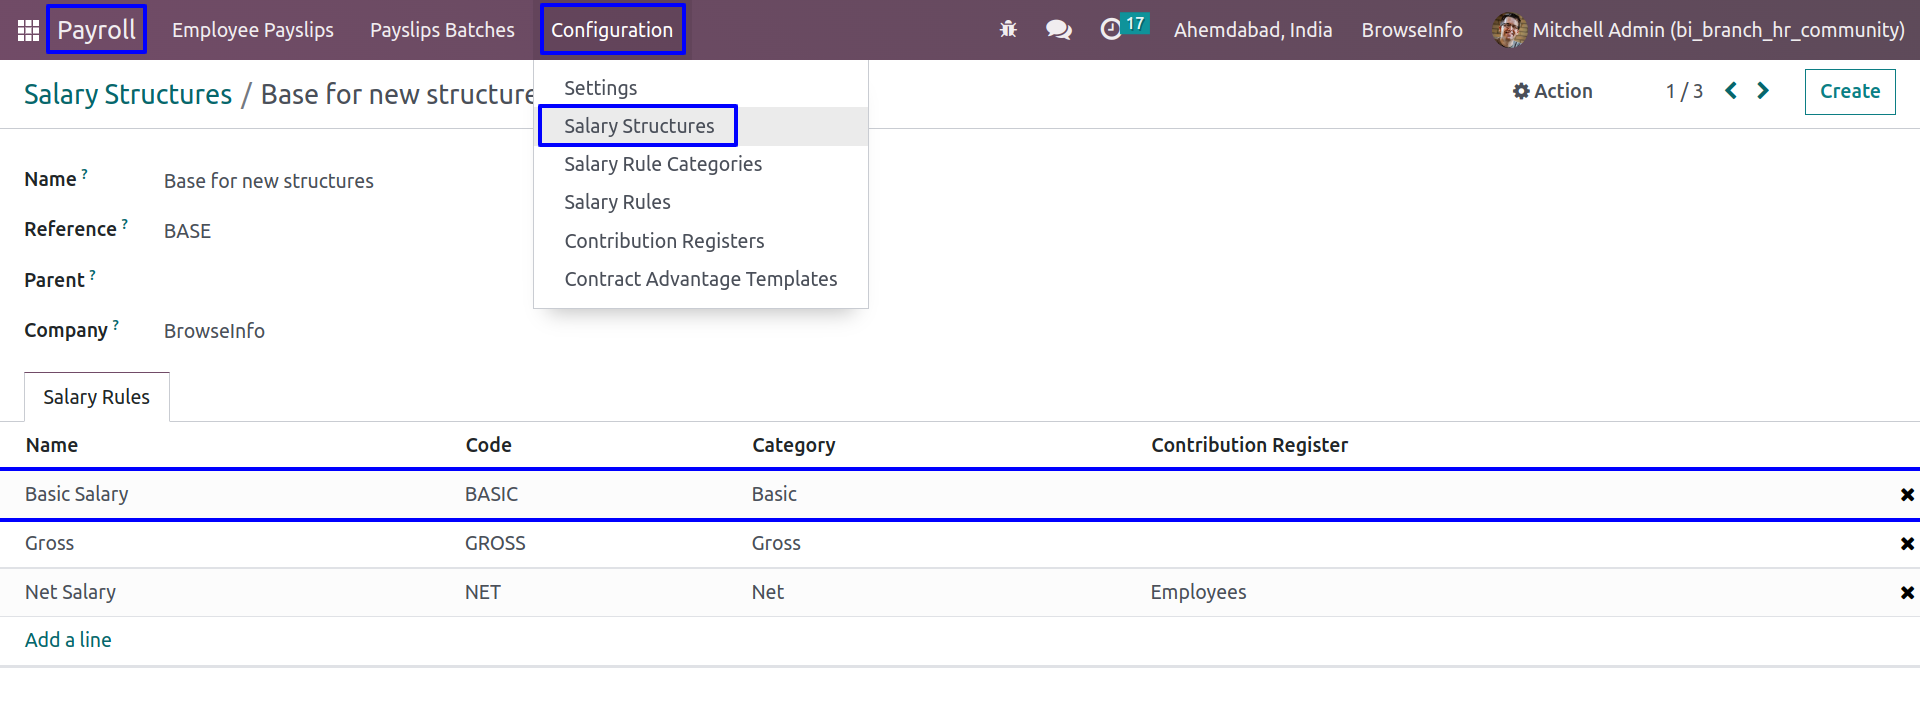 Payroll Employee Payslips Payslips Batches Configuration 17 Ahemdabad, India BrowseInfo Mitchell Admin (bi_branch_hr_community)
Salary Structures / Base for new structure Action 1 / 3 Create
Settings
Salary Structures
Salary Rule Categories
Salary Rules
Contribution Registers
Contract Advantage Templates
Name ? Base for new structures
Reference ? BASE
Parent ?
Company ? BrowseInfo
Salary Rules
Name Code Category Contribution Register
Basic Salary BASIC Basic
Gross GROSS Gross
Net Salary NET Net Employees
Add a line